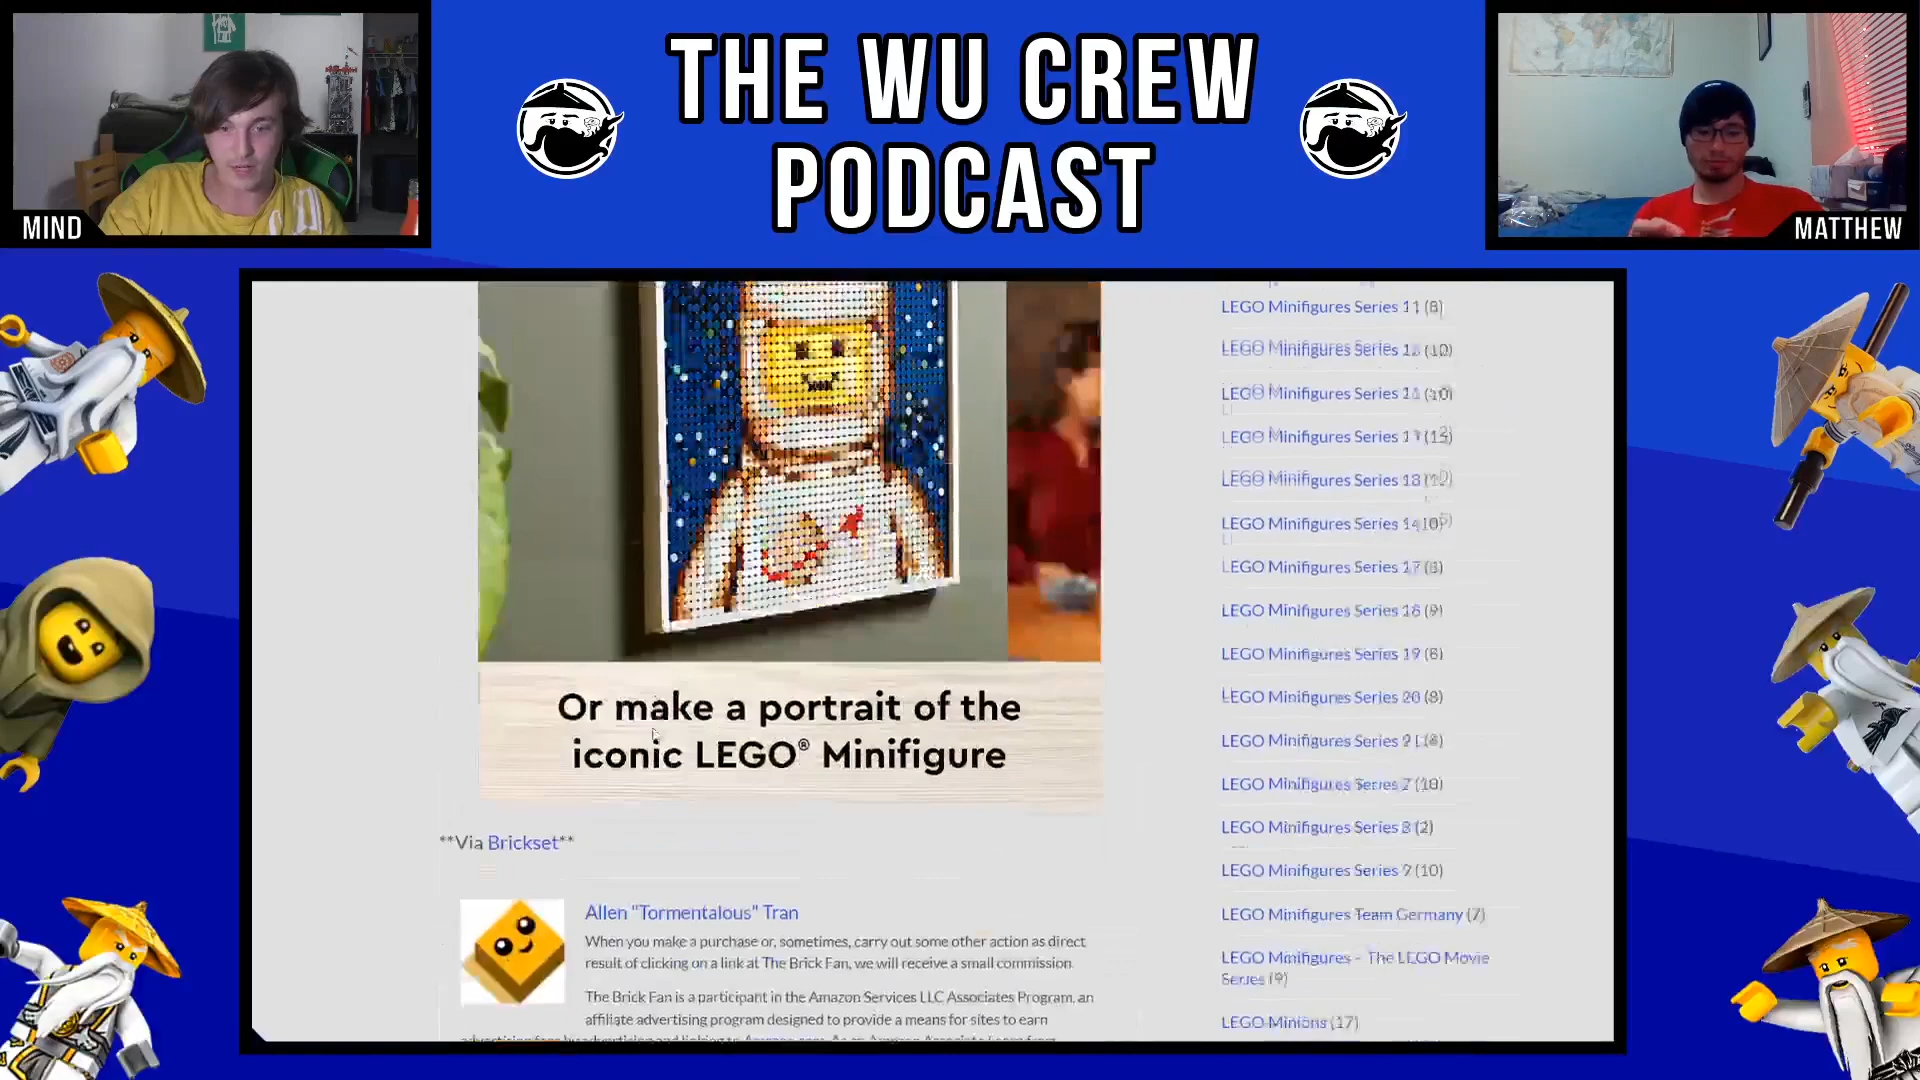 THE WU CREW
PODCAST
MIND
MATTHEW
Or make a portrait of the
iconic LEGO® Minifigure
**Via Brickset**
Allen "Tormentalous" Tran
When you make a purchase or, sometimes, carry out some other action as direct
result of clicking on a link at The Brick Fan, we will receive a small commission
The Brick Fan is a participant in the Amazon Services LLC Associates Program, an
affiliate advertising program designed to provide a means for sites to earn
LEGO Minifigures Series 11
LEGO Minifigures Series
LEGO Minifigures Series
LEGO Minifigures Series
LEGO Minifigures Series
LEGO Minifigures Series
LEGO Minifigures Series
LEGO Minifigures Series
LEGO Minifigures Series 19
LEGO Minifigures Series
LEGO Minifigures Series
LEGO Minifigures Series
LEGO Minifigures Series
LEGO Minifigures Series 9 (10)
LEGO Minifigures Team Germany (7)
LEGO Minifigures - The LEGO Movie
Series (9)
LEGO Minions (17)